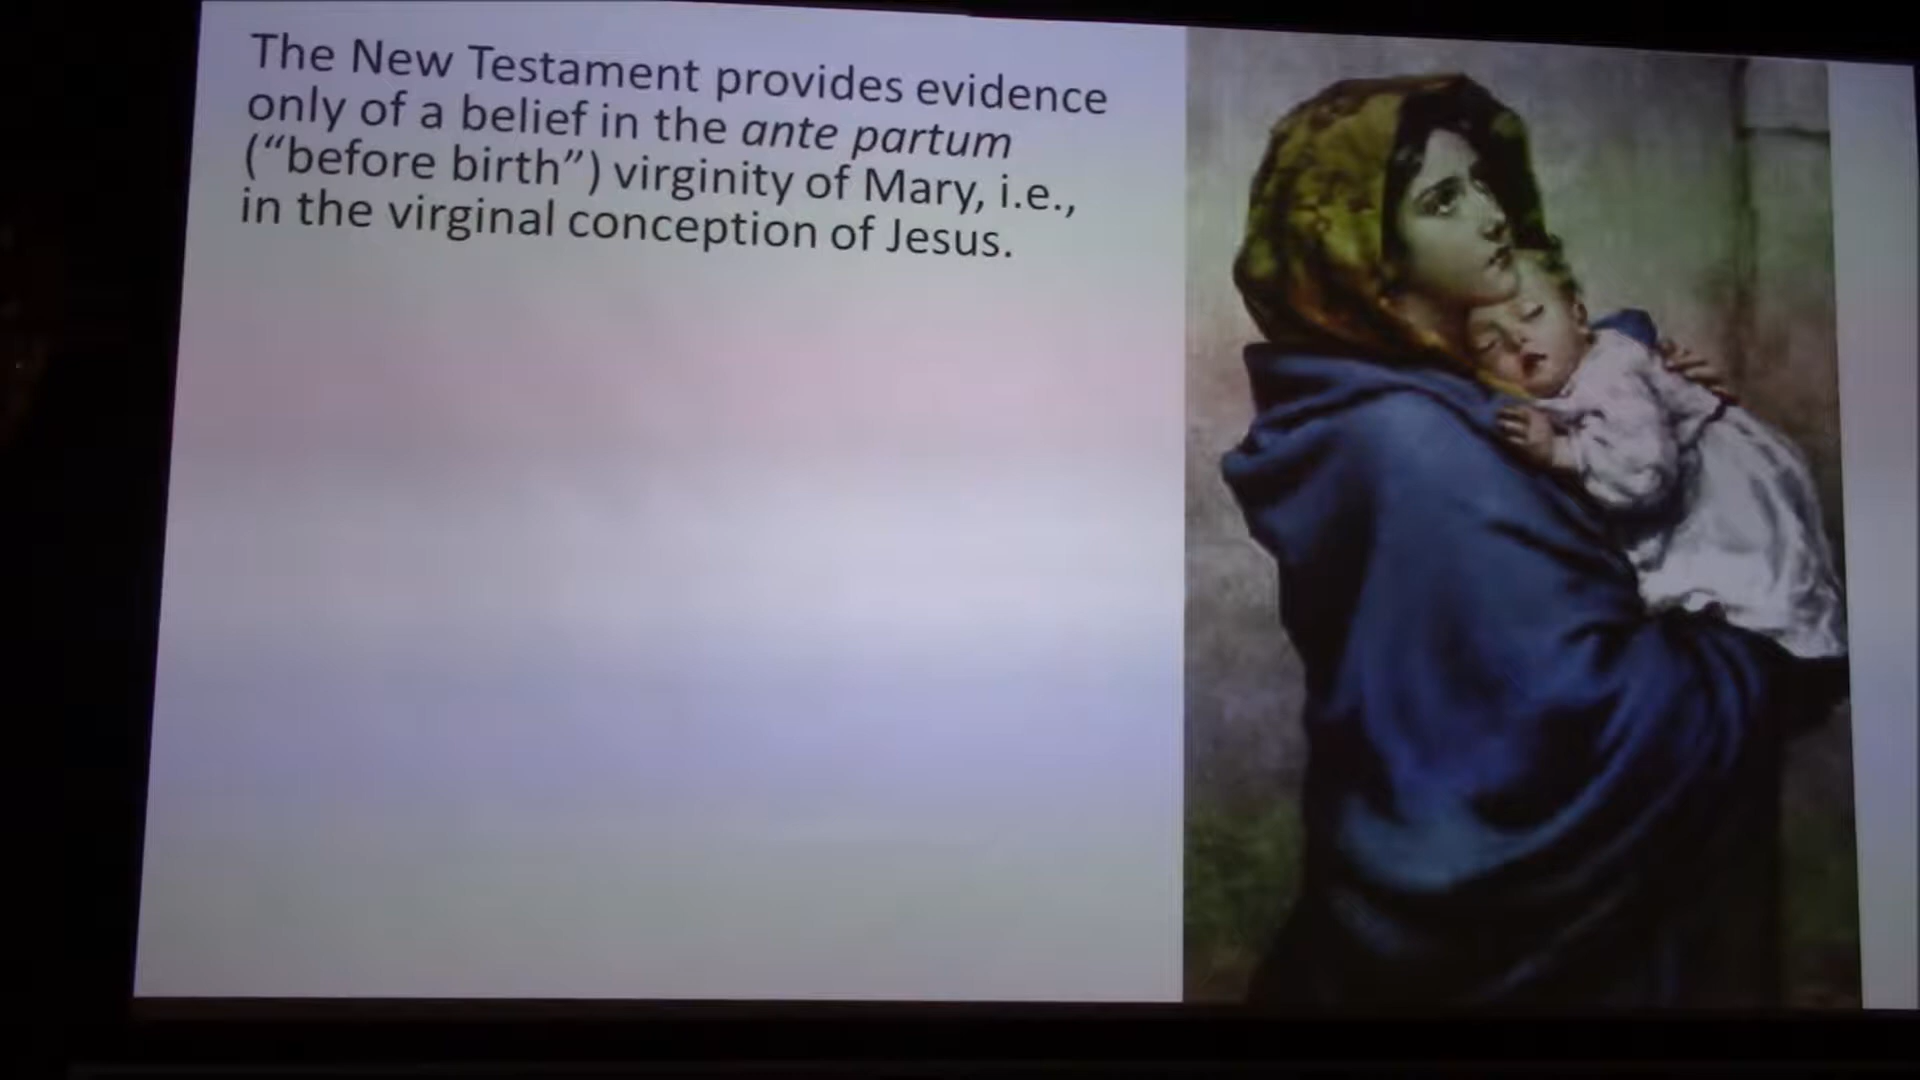 The New Testament provides evidence
only of a belief in the ante partum
(“before birth”) virginity of Mary, i.e.,
in the virginal conception of Jesus.